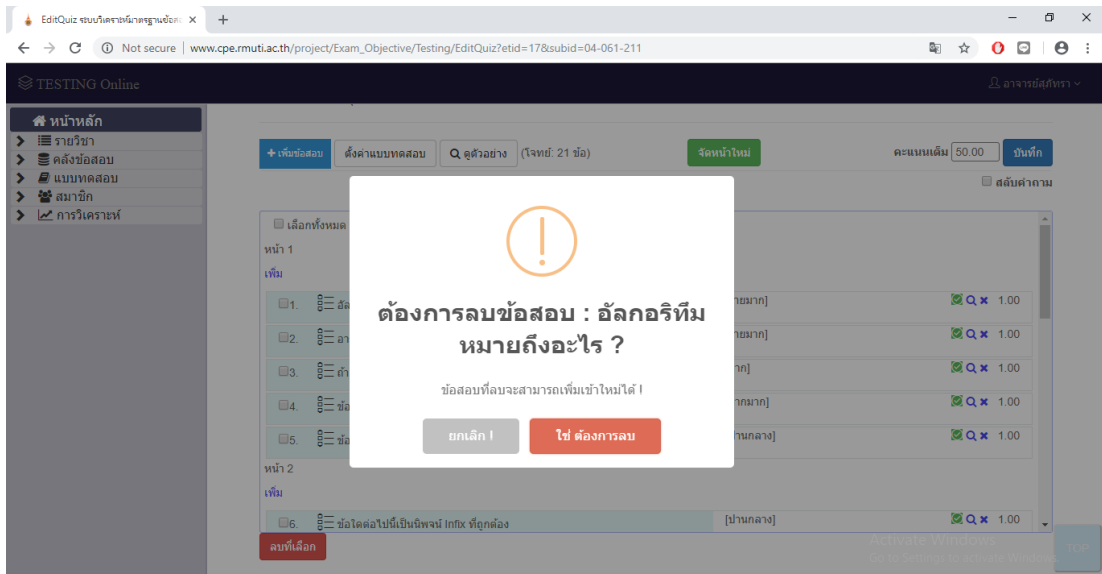 EditQuiz ระบบวิเคราะห์มาตรฐานข้อส
Not secure | www.cpe.rmuti.ac.th/project/Exam_Objective/Testing/EditQuiz?etid=17&subid=04-061-211
TESTING Online
อาจารย์สุภัทรา
หน้าหลัก
รายวิชา
คลังข้อสอบ
แบบทดสอบ
สมาชิก
การวิเคราะห์
+ เพิ่มข้อสอบ ตั้งค่าแบบทดสอบ ดูตัวอย่าง (โจทย์: 21 ข้อ) จัดหน้าใหม่ คะแนนเต็ม 50.00 บันทึก
สลับคำถาม
เลือกทั้งหมด
หน้า 1
เพิ่ม
1. อัล ายมาก] 1.00
2. อา ายมาก] 1.00
3. ถ้า าก] 1.00
4. ข้อ ากมาก] 1.00
5. ข้อ านกลาง] 1.00
ต้องการลบข้อสอบ : อัลกอริทึม
หมายถึงอะไร ?
ข้อสอบที่ลบจะสามารถเพิ่มเข้าใหม่ได้ !
ยกเลิก ! ใช่ ต้องการลบ
หน้า 2
เพิ่ม
6. ข้อใดต่อไปนี้เป็นนิพจน์ Infix ที่ถูกต้อง [ปานกลาง] 1.00
ลบที่เลือก
Activate Windows
Go to Settings to activate Windows.
TOP